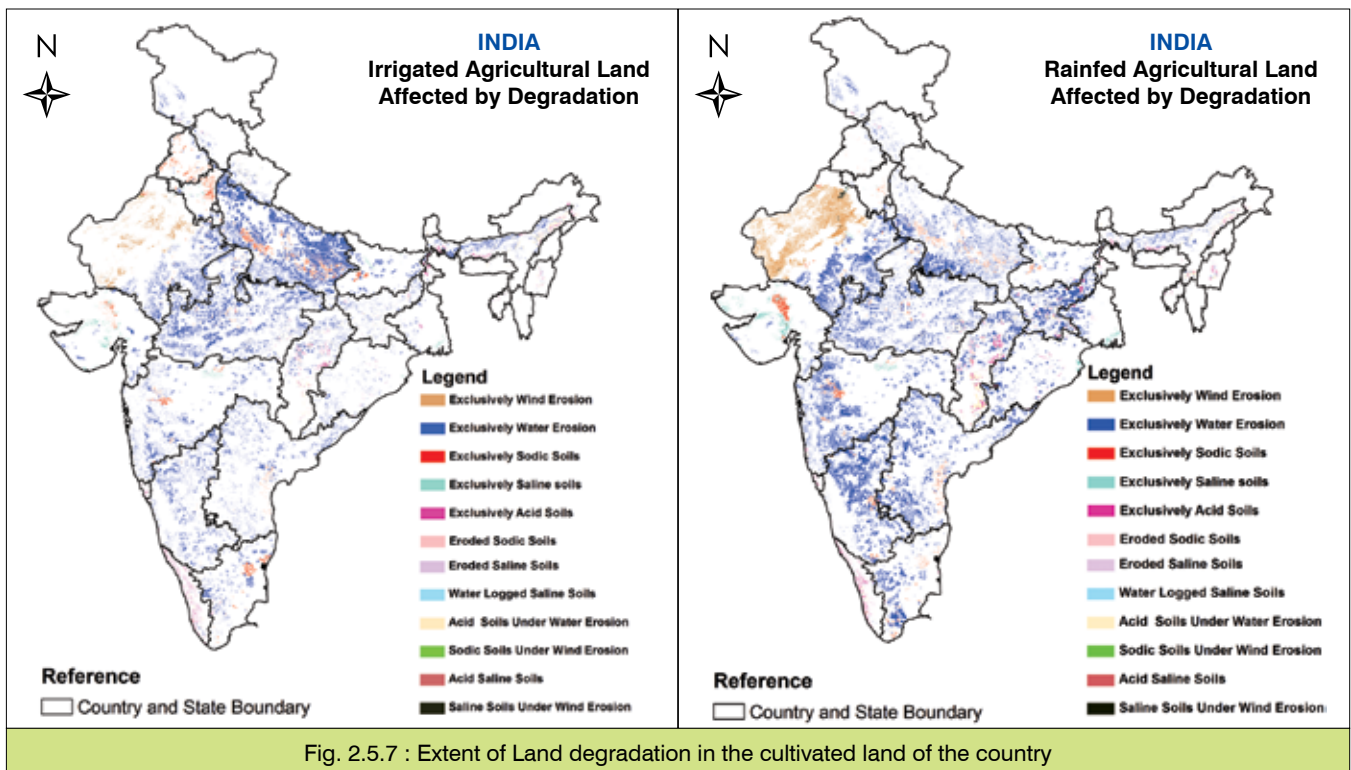 N
INDIA
Irrigated Agricultural Land
Affected by Degradation
Legend
Exclusively Wind Erosion
Exclusively Water Erosion
Exclusively Sodic Soils
Exclusively Saline soils
Exclusively Acid Soils
Eroded Sodic Soils
Eroded Saline Soils
Water Logged Saline Soils
Acid Soils Under Water Erosion
Sodic Soils Under Wind Erosion
Acid Saline Soils
Saline Soils Under Wind Erosion
Reference
Country and State Boundary
N
INDIA
Rainfed Agricultural Land
Affected by Degradation
Legend
Exclusively Wind Erosion
Exclusively Water Erosion
Exclusively Sodic Soils
Exclusively Saline soils
Exclusively Acid Soils
Eroded Sodic Soils
Eroded Saline Soils
Water Logged Saline Soils
Acid Soils Under Water Erosion
Sodic Soils Under Wind Erosion
Acid Saline Soils
Saline Soils Under Wind Erosion
Reference
Country and State Boundary
Fig. 2.5.7 : Extent of Land degradation in the cultivated land of the country